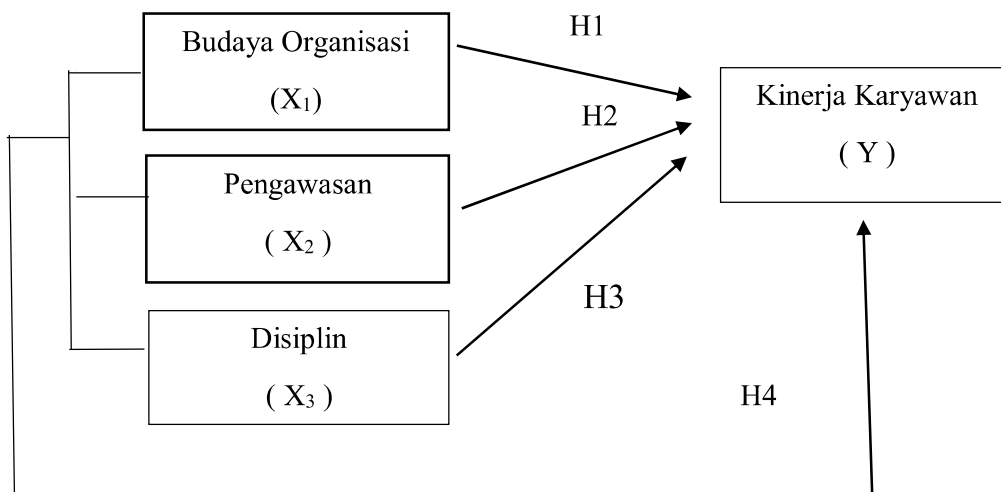 Budaya Organisasi
(X₁)
H1
Pengawasan
( X₂ )
H2
Disiplin
( X₃ )
H3
Kinerja Karyawan
( Y )
H4